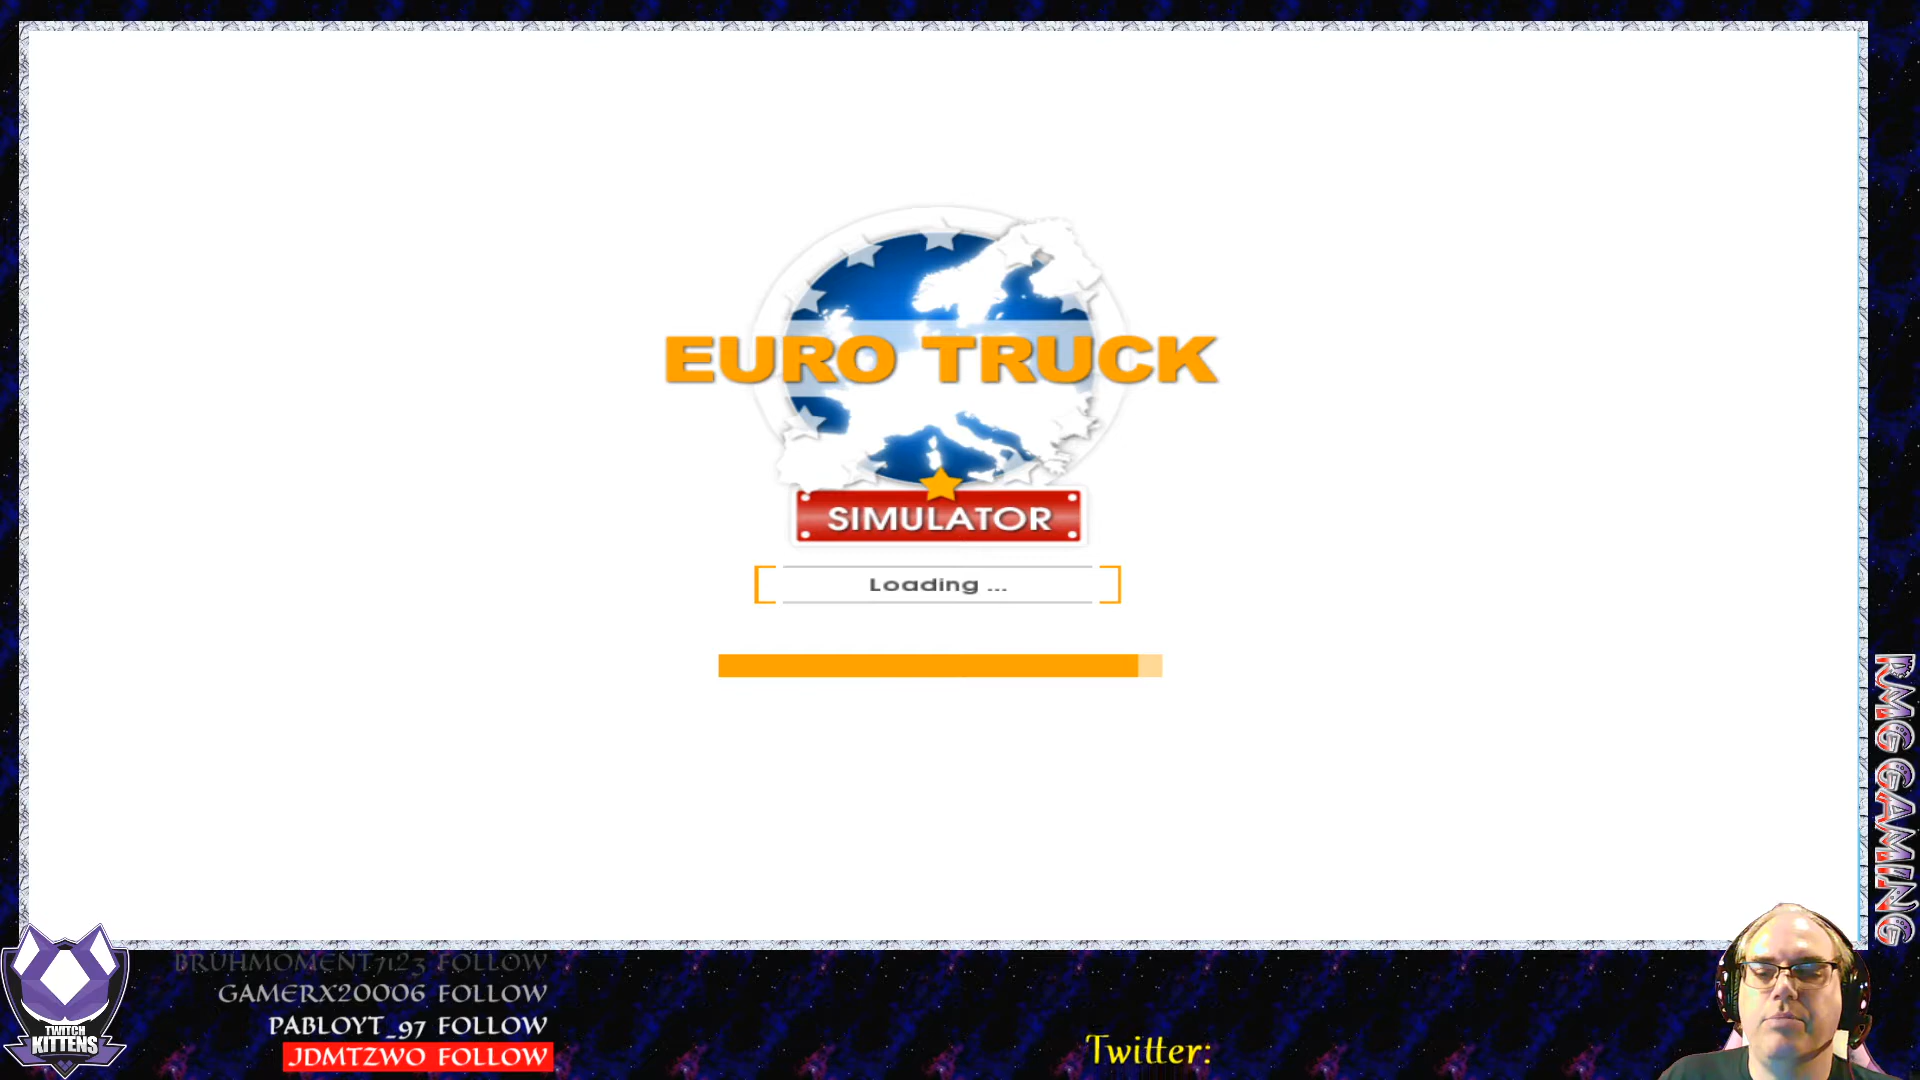 EURO TRUCK
SIMULATOR
Loading ...
RMG GAMING
BRUHMOMENT7123 FOLLOW
GAMERX20006 FOLLOW
PABLOYT_97 FOLLOW
JDMTZWO FOLLOW
TWITCH
KITTENS
Twitter: